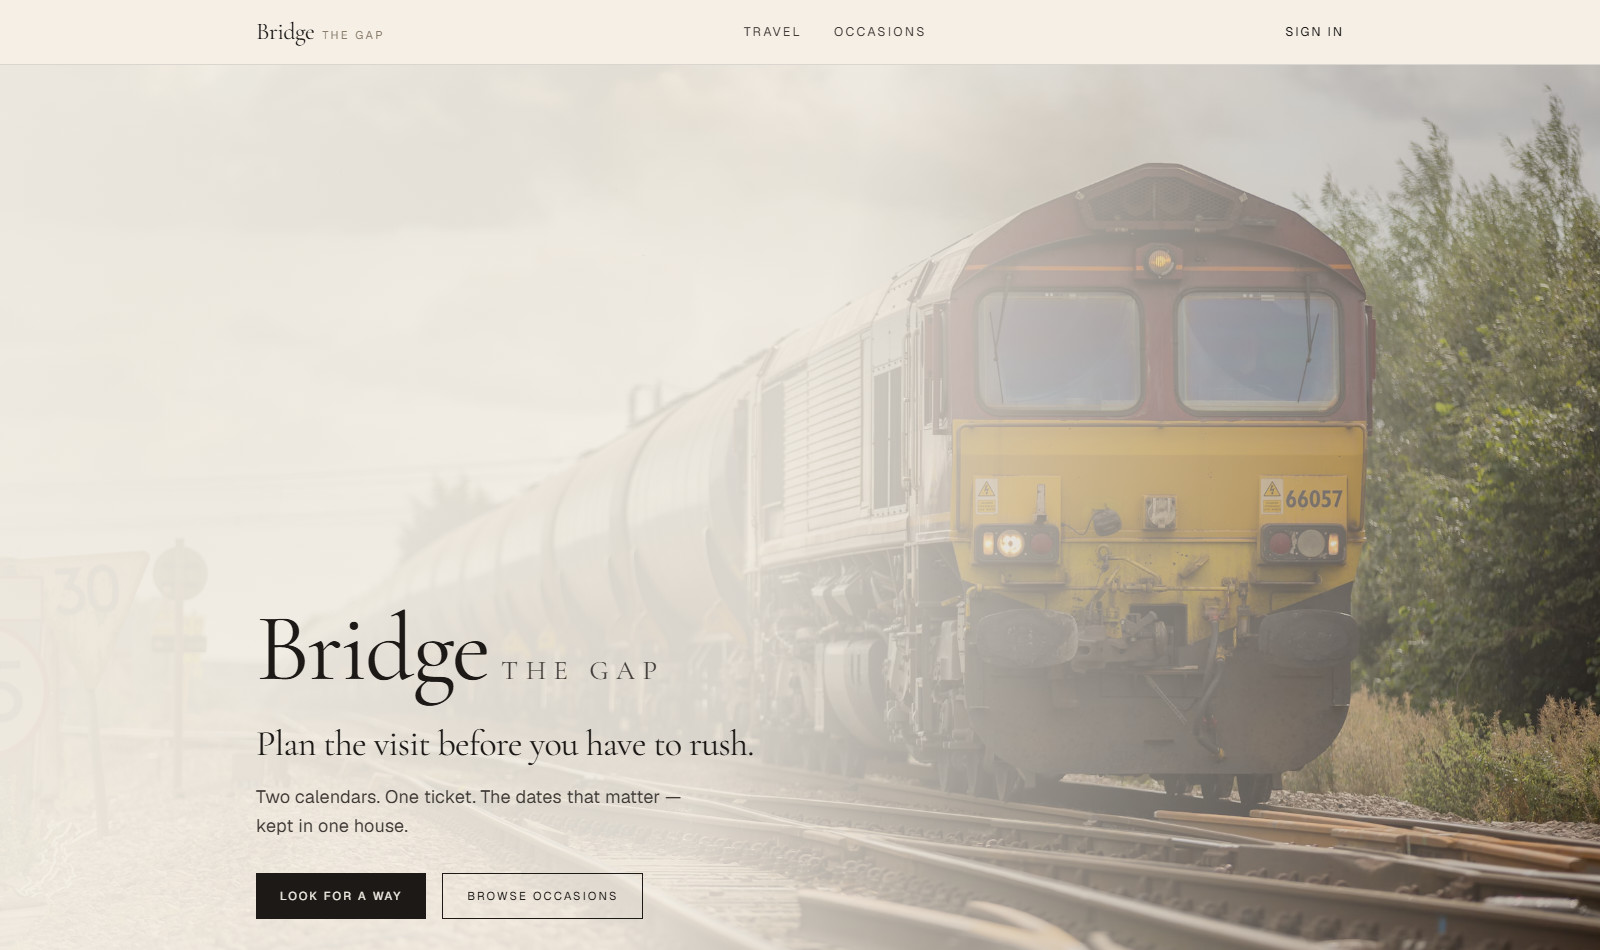 Bridge THE GAP
TRAVEL OCCASIONS
SIGN IN
66057
30
5
Bridge THE GAP
Plan the visit before you have to rush.
Two calendars. One ticket. The dates that matter —
kept in one house.
LOOK FOR A WAY
BROWSE OCCASIONS